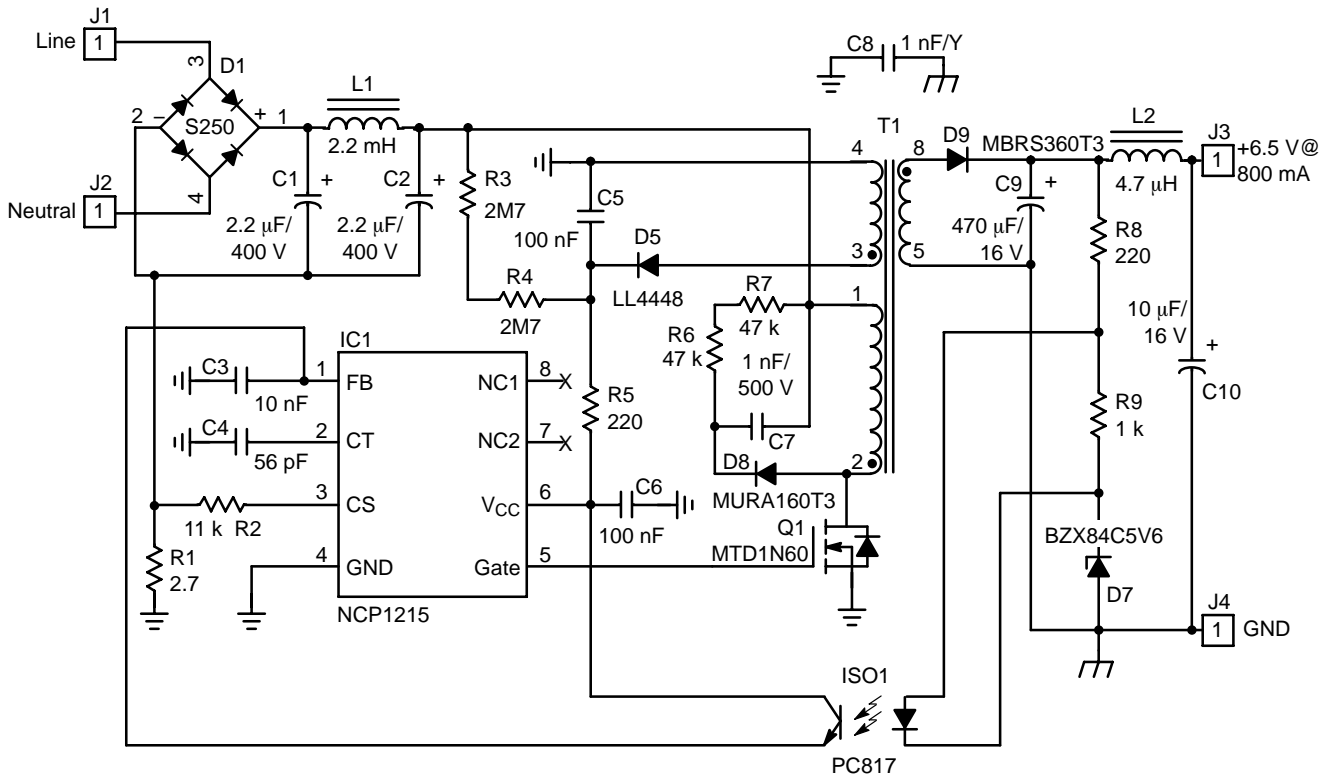 J1
1
Line
3
D1
2
–
S250
+
1
4
J2
1
Neutral
L1
2.2 mH
C1
+
2.2 μF/
400 V
C2
+
2.2 μF/
400 V
R3
2M7
R4
2M7
C5
100 nF
D5
LL4448
C8
1 nF/Y
T1
4
3
1
2
8
5
D9
MBRS360T3
C9
+
470 μF/
16 V
L2
4.7 μH
J3
1
+6.5 V@
800 mA
R8
220
10 μF/
16 V
+
C10
R9
1 k
BZX84C5V6
D7
J4
1
GND
R7
47 k
R6
47 k
1 nF/
500 V
C7
D8
MURA160T3
Q1
MTD1N60
R5
220
C6
100 nF
IC1
C3
10 nF
1
FB
NC1
8
X
C4
56 pF
2
CT
NC2
7
X
11 k R2
3
CS
VCC
6
R1
2.7
4
GND
Gate
5
NCP1215
ISO1
PC817